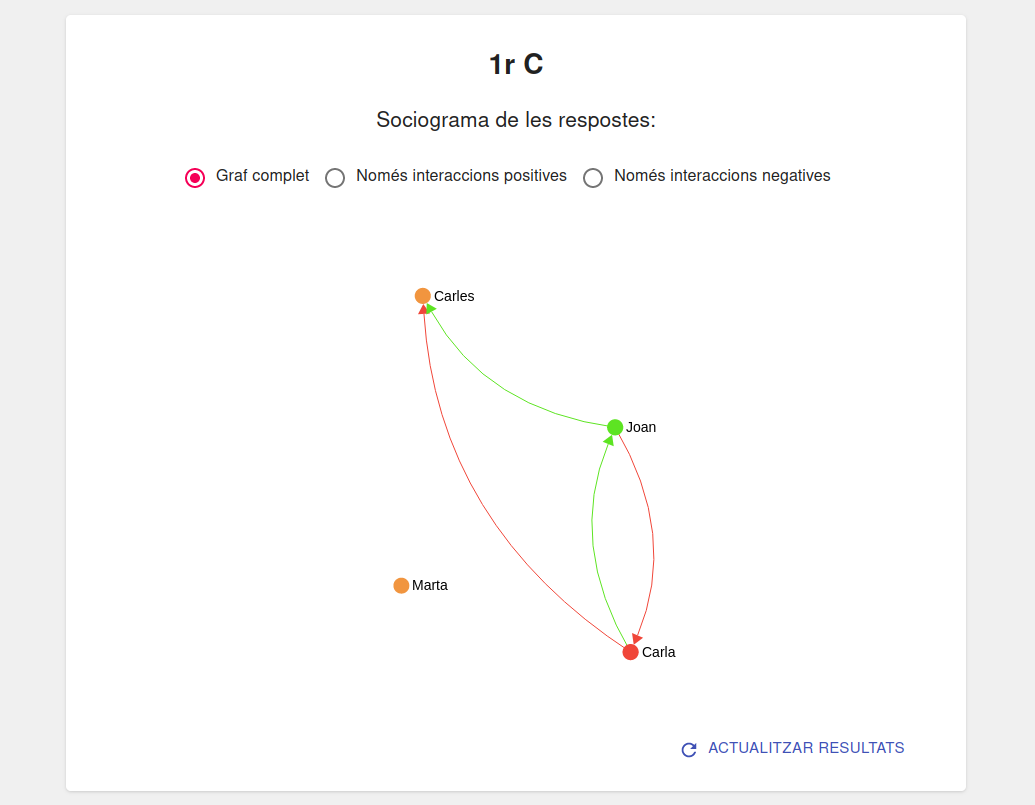 1r C
Sociograma de les respostes:
Graf complet Només interaccions positives Només interaccions negatives
Carles
Joan
Marta
Carla
ACTUALITZAR RESULTATS